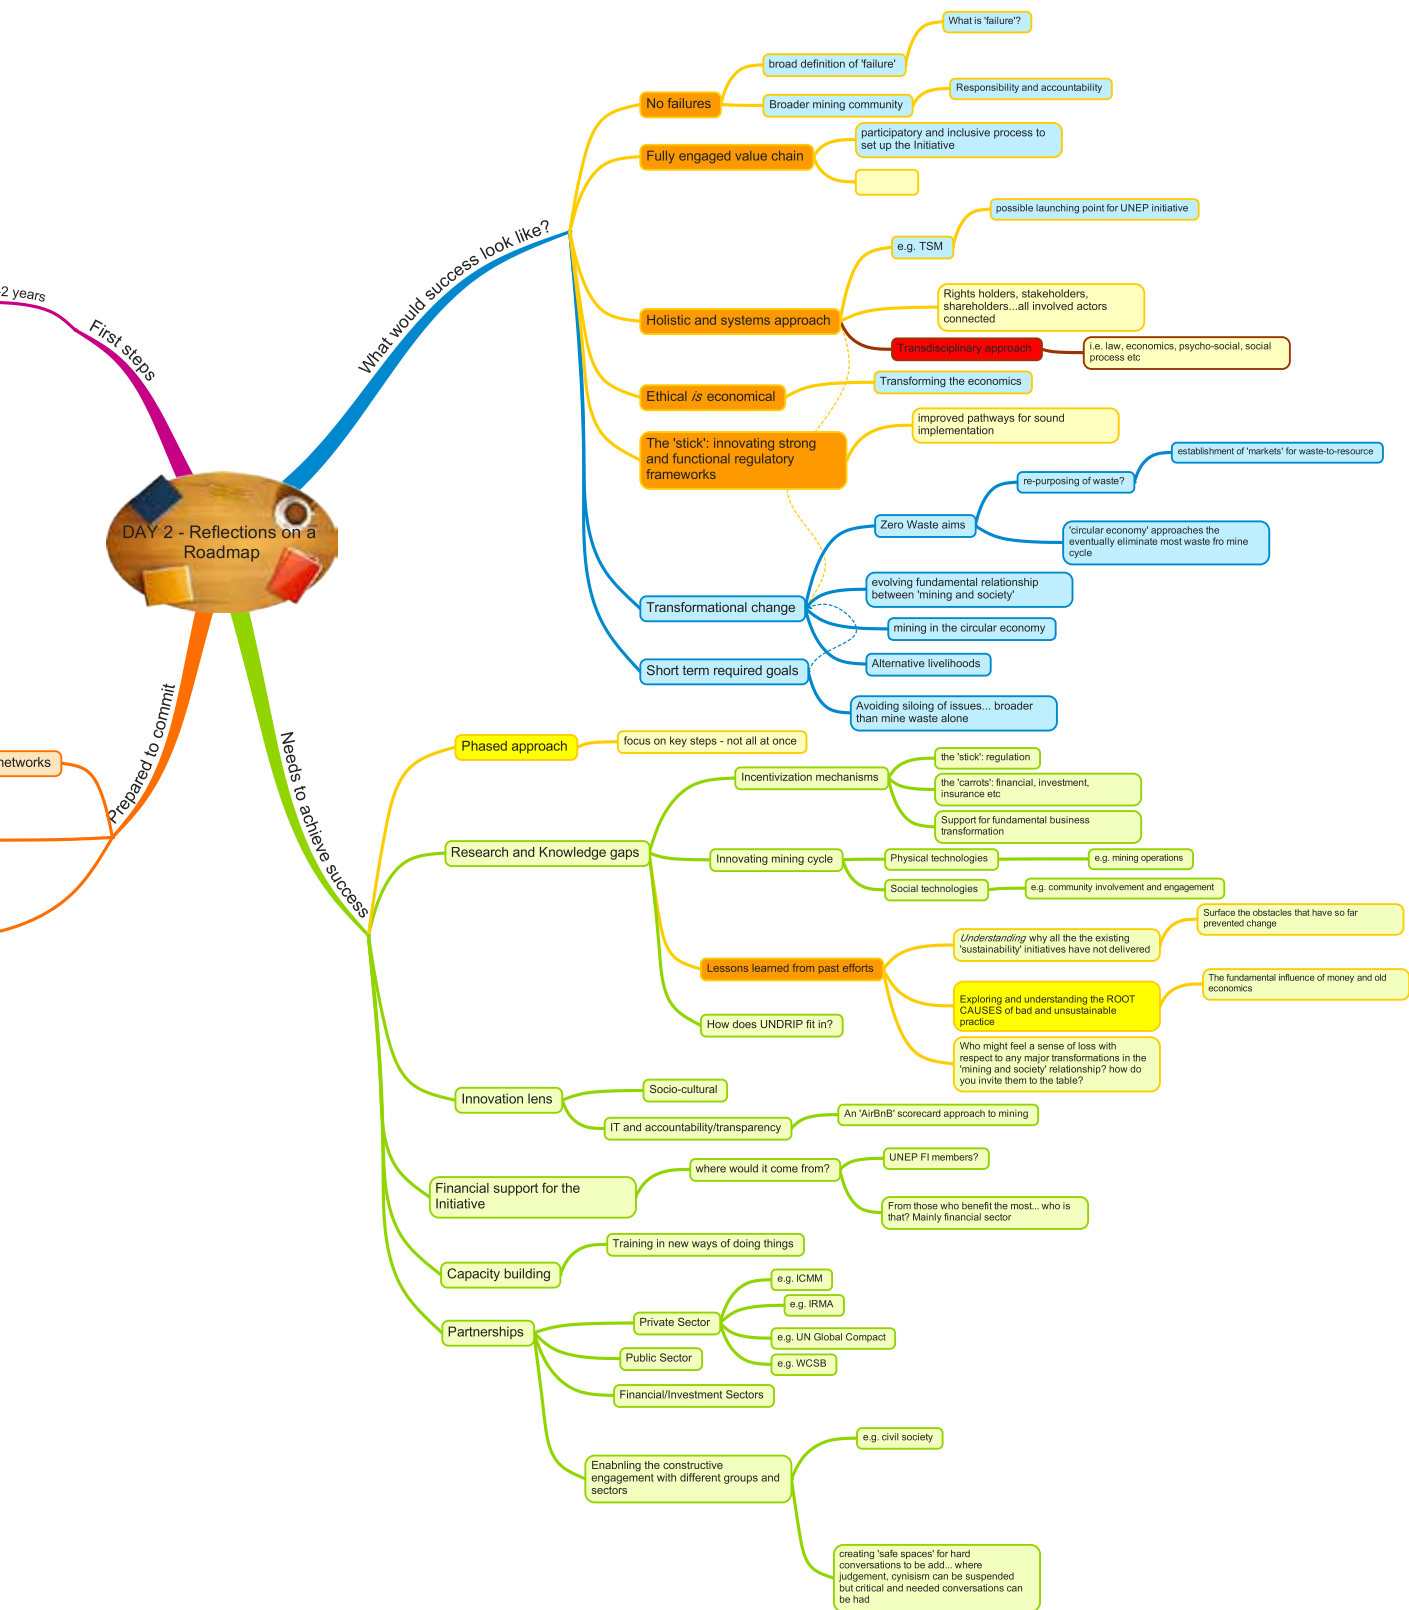 What is 'failure'?
broad definition of 'failure'
Responsibility and accountability
No failures
Broader mining community
participatory and inclusive process to
set up the Initiative
Fully engaged value chain
possible launching point for UNEP initiative
e.g. TSM
What would success look like?
2 years
Rights holders, stakeholders,
shareholders...all involved actors
connected
Holistic and systems approach
Transdisciplinary approach
i.e. law, economics, psycho-social, social
process etc
First steps
Transforming the economics
Ethical is economical
improved pathways for sound
implementation
The 'stick': innovating strong
and functional regulatory
frameworks
establishment of 'markets' for waste-to-resource
re-purposing of waste?
Zero Waste aims
'circular economy' approaches the
eventually eliminate most waste fro mine
cycle
DAY 2 - Reflections on a
Roadmap
evolving fundamental relationship
between 'mining and society'
Transformational change
mining in the circular economy
Alternative livelihoods
Short term required goals
Avoiding siloing of issues... broader
than mine waste alone
Prepared to commit
networks
Needs to achieve success
Phased approach
focus on key steps - not all at once
the 'stick': regulation
Incentivization mechanisms
the 'carrots': financial, investment,
insurance etc
Support for fundamental business
transformation
Research and Knowledge gaps
Innovating mining cycle
Physical technologies
e.g. mining operations
Social technologies
e.g. community involvement and engagement
Surface the obstacles that have so far
prevented change
Understanding why all the the existing
'sustainability' initiatives have not delivered
Lessons learned from past efforts
The fundamental influence of money and old
economics
Exploring and understanding the ROOT
CAUSES of bad and unsustainable
practice
How does UNDRIP fit in?
Who might feel a sense of loss with
respect to any major transformations in the
'mining and society' relationship? how do
you invite them to the table?
Socio-cultural
Innovation lens
An 'AirBnB' scorecard approach to mining
IT and accountability/transparency
UNEP FI members?
where would it come from?
Financial support for the
Initiative
From those who benefit the most... who is
that? Mainly financial sector
Training in new ways of doing things
Capacity building
e.g. ICMM
e.g. IRMA
Private Sector
Partnerships
e.g. UN Global Compact
Public Sector
e.g. WCSB
Financial/Investment Sectors
e.g. civil society
Enabnling the constructive
engagement with different groups and
sectors
creating 'safe spaces' for hard
conversations to be add... where
judgement, cynisism can be suspended
but critical and needed conversations can
be had